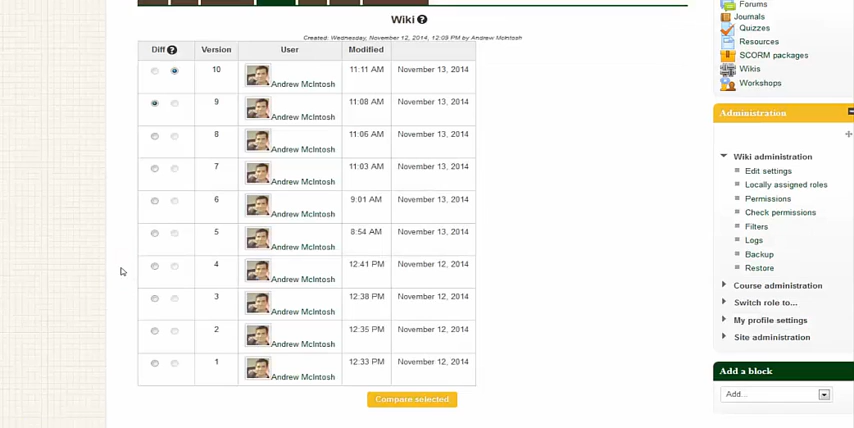 Wiki
Created: Wednesday, November 12, 2014, 12:09 PM by Andrew McIntosh
Diff Version User Modified
10 Andrew McIntosh 11:11 AM November 13, 2014
9 Andrew McIntosh 11:08 AM November 13, 2014
8 Andrew McIntosh 11:06 AM November 13, 2014
7 Andrew McIntosh 11:03 AM November 13, 2014
6 Andrew McIntosh 9:01 AM November 13, 2014
5 Andrew McIntosh 8:54 AM November 13, 2014
4 Andrew McIntosh 12:41 PM November 12, 2014
3 Andrew McIntosh 12:38 PM November 12, 2014
2 Andrew McIntosh 12:35 PM November 12, 2014
1 Andrew McIntosh 12:33 PM November 12, 2014
Compare selected
Forums
Journals
Quizzes
Resources
SCORM packages
Wikis
Workshops
Administration
Wiki administration
Edit settings
Locally assigned roles
Permissions
Check permissions
Filters
Logs
Backup
Restore
Course administration
Switch role to...
My profile settings
Site administration
Add a block
Add...